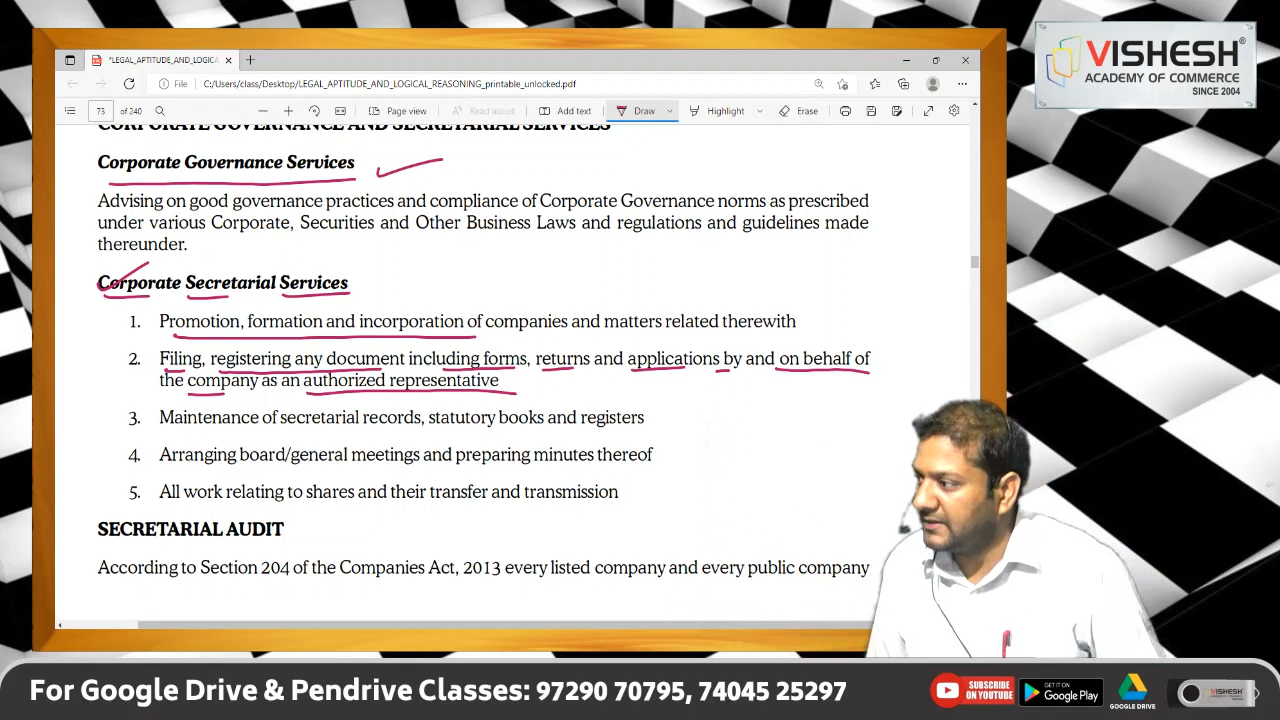 VISHESH®
ACADEMY OF COMMERCE
SINCE 2004
*LEGAL_APTITUDE_AND_LOGICA
File C:/Users/class/Desktop/LEGAL_APTITUDE_AND_LOGICAL_REASONING_printable_unlocked.pdf
73 of 240 Page view Read aloud Add text Draw Highlight Erase
CORPORATE GOVERNANCE AND SECRETARIAL SERVICES
Corporate Governance Services
Advising on good governance practices and compliance of Corporate Governance norms as prescribed
under various Corporate, Securities and Other Business Laws and regulations and guidelines made
thereunder.
Corporate Secretarial Services
1. Promotion, formation and incorporation of companies and matters related therewith
2. Filing, registering any document including forms, returns and applications by and on behalf of
the company as an authorized representative
3. Maintenance of secretarial records, statutory books and registers
4. Arranging board/general meetings and preparing minutes thereof
5. All work relating to shares and their transfer and transmission
SECRETARIAL AUDIT
According to Section 204 of the Companies Act, 2013 every listed company and every public company
For Google Drive & Pendrive Classes: 97290 70795, 74045 25297
SUBSCRIBE
ON YOUTUBE
GET IT ON
Google Play
GOOGLE DRIVE
VISHESH